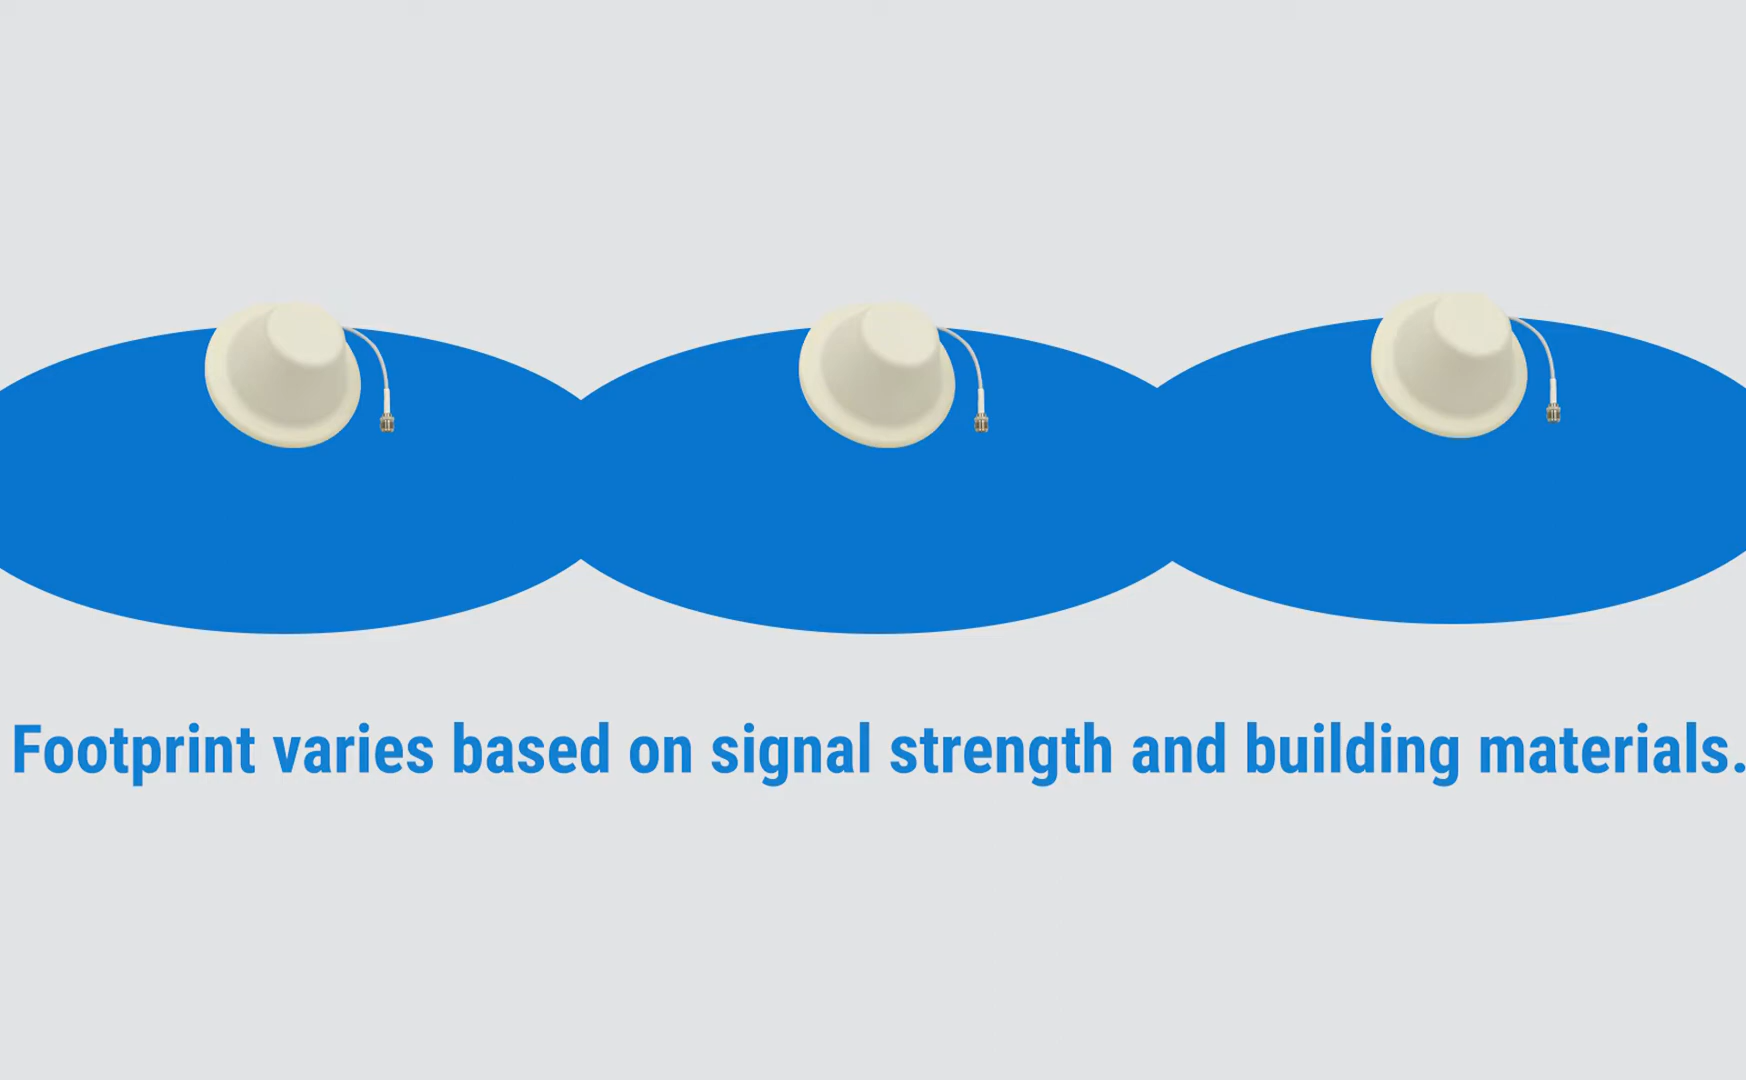 Footprint varies based on signal strength and building materials.